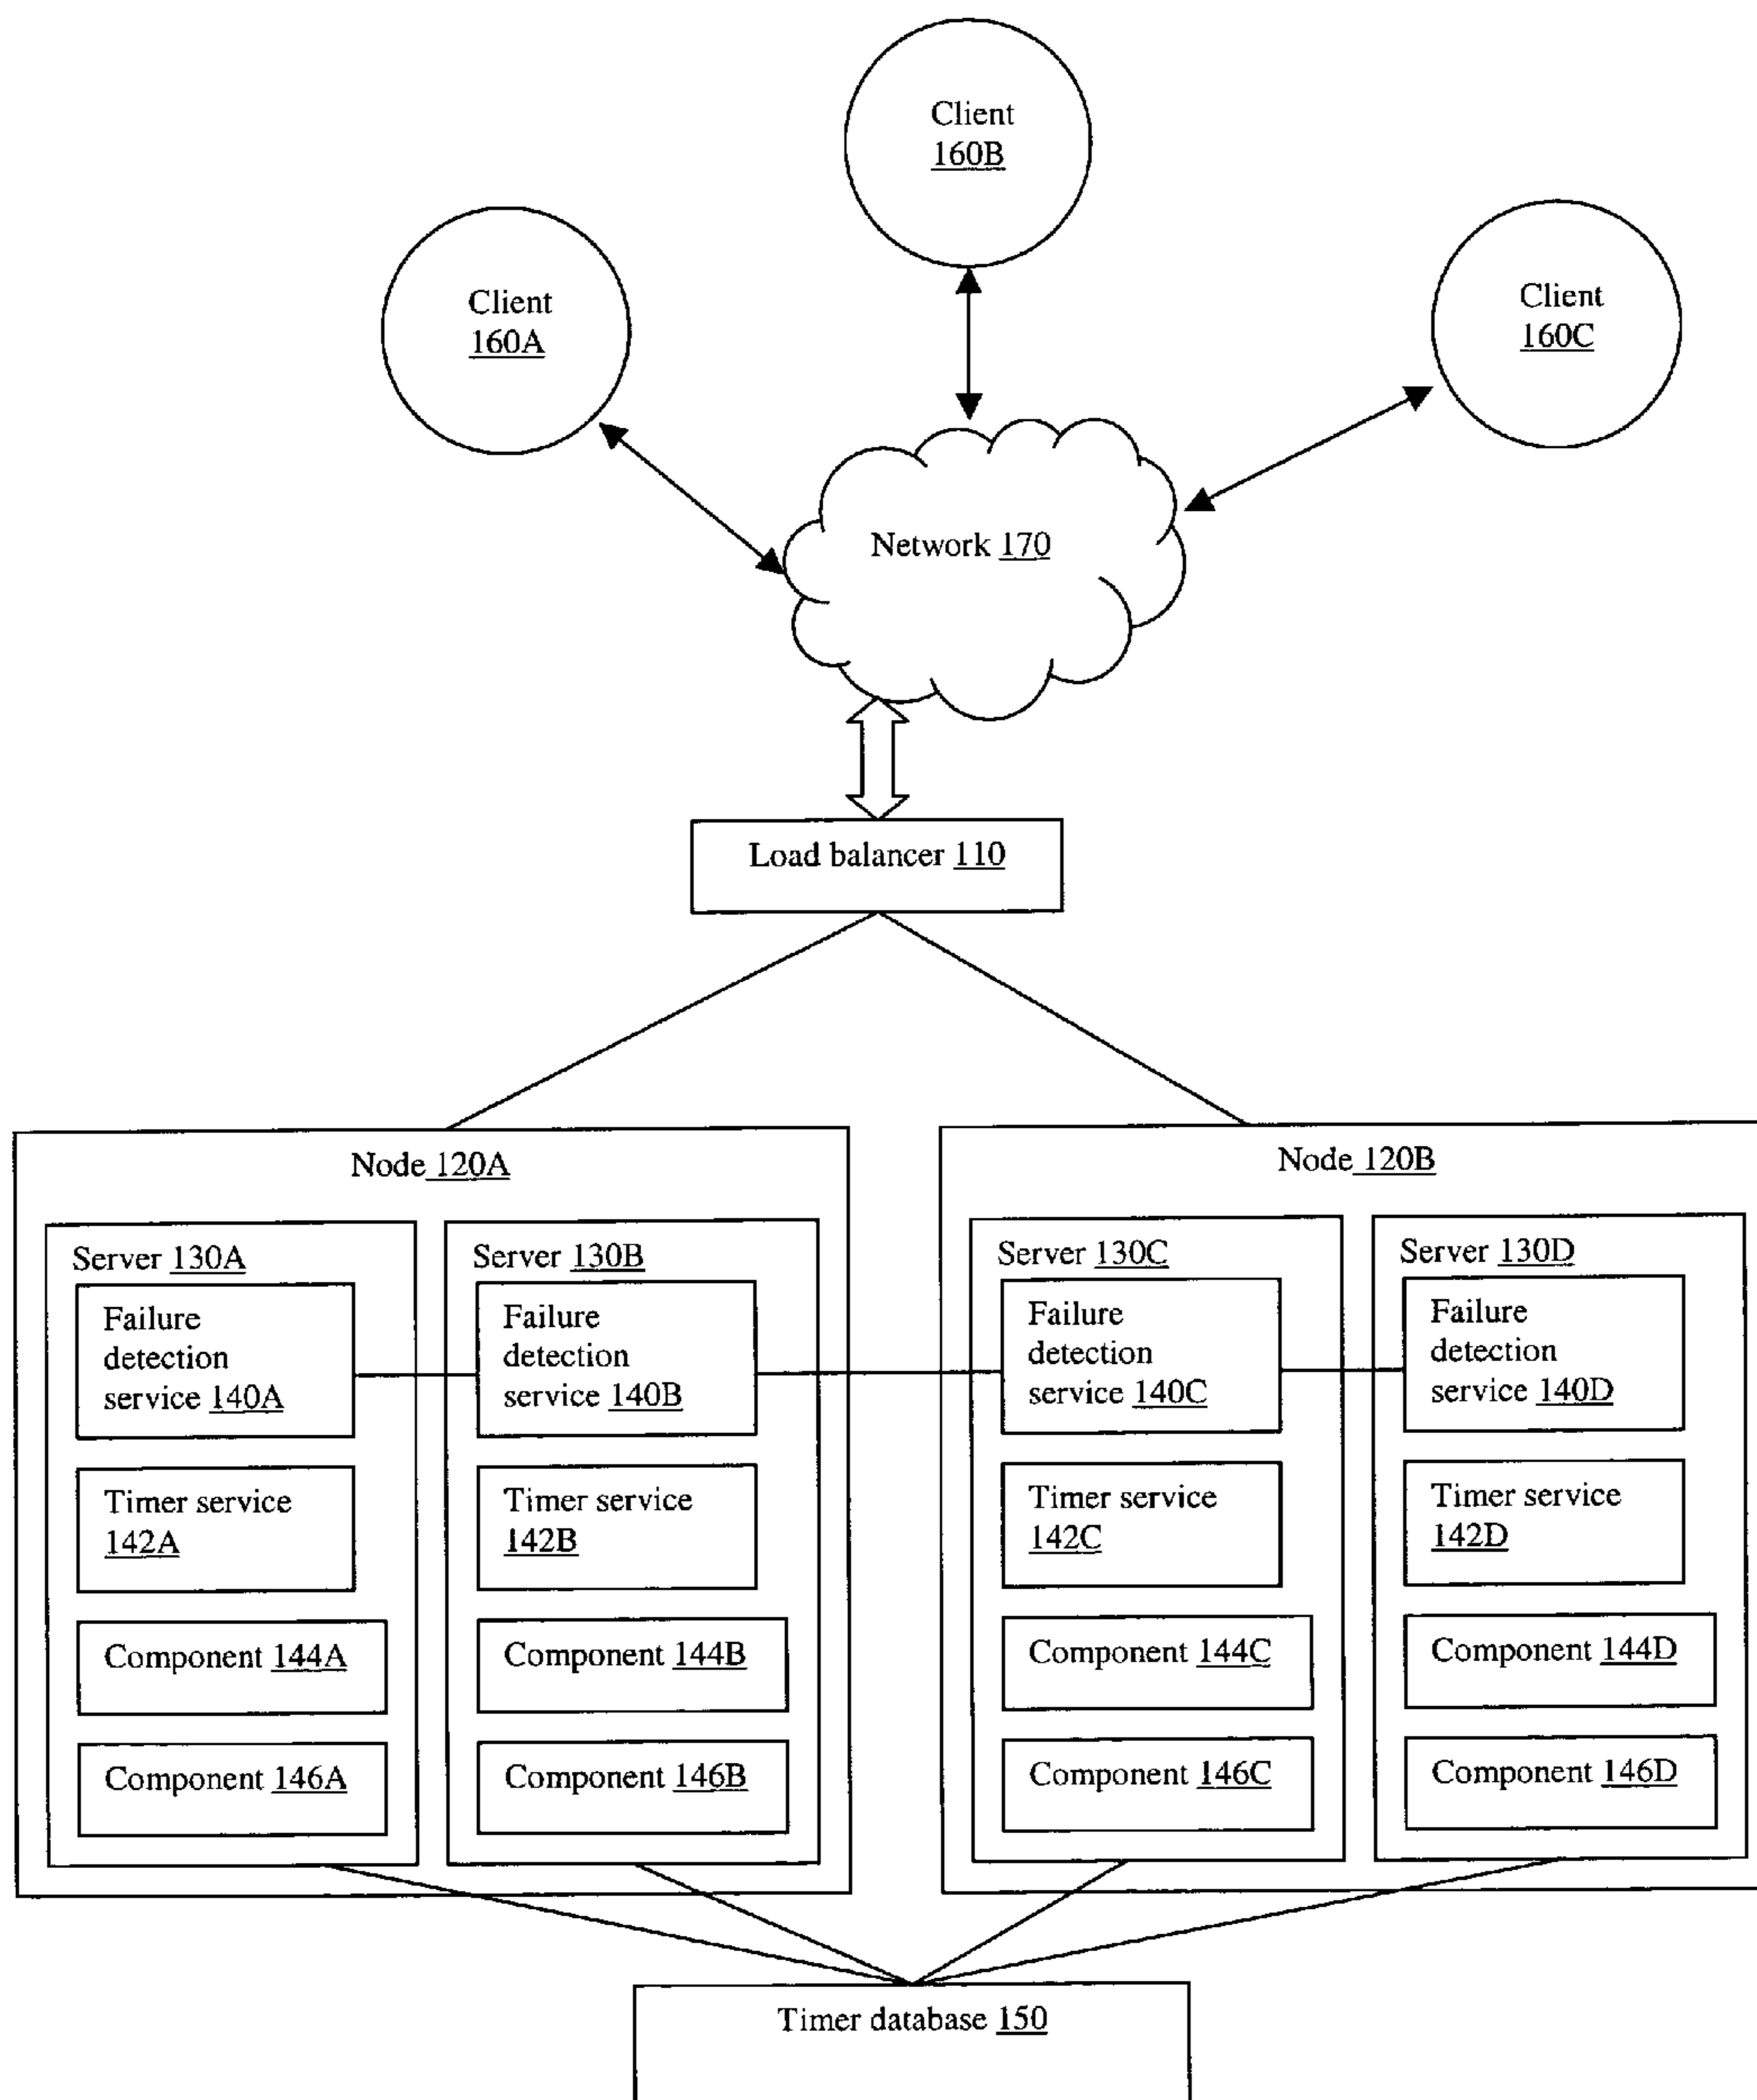 Client
160B
Client
160A
Client
160C
Network 170
Load balancer 110
Node 120A
Node 120B
Server 130A
Failure
detection
service 140A
Timer service
142A
Component 144A
Component 146A
Server 130B
Failure
detection
service 140B
Timer service
142B
Component 144B
Component 146B
Server 130C
Failure
detection
service 140C
Timer service
142C
Component 144C
Component 146C
Server 130D
Failure
detection
service 140D
Timer service
142D
Component 144D
Component 146D
Timer database 150